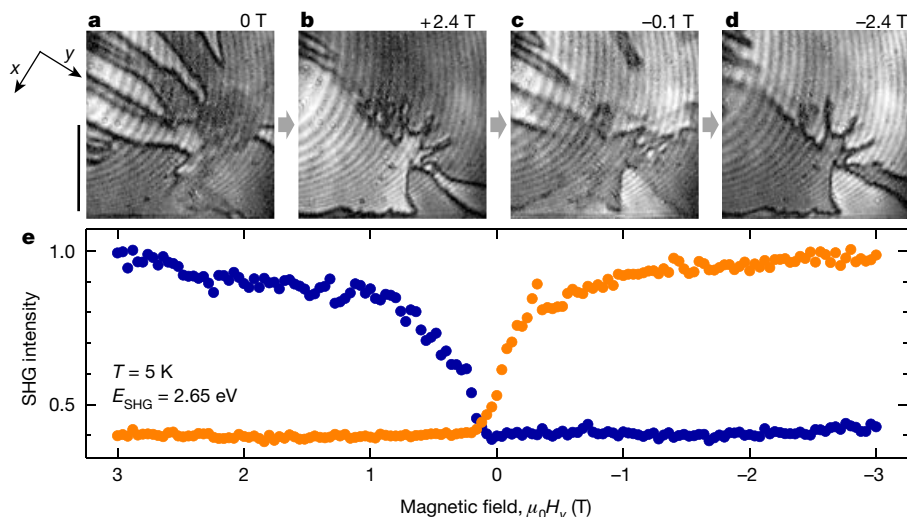 a 0 T b +2.4 T c −0.1 T d −2.4 T
x y
e
1.0
0.5
SHG intensity
T = 5 K
E_SHG = 2.65 eV
3 2 1 0 −1 −2 −3
Magnetic field, μ₀H_y (T)